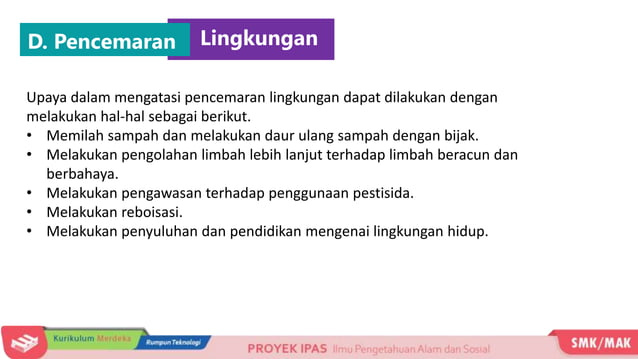 D. Pencemaran Lingkungan
Upaya dalam mengatasi pencemaran lingkungan dapat dilakukan dengan
melakukan hal-hal sebagai berikut.
• Memilah sampah dan melakukan daur ulang sampah dengan bijak.
• Melakukan pengolahan limbah lebih lanjut terhadap limbah beracun dan
berbahaya.
• Melakukan pengawasan terhadap penggunaan pestisida.
• Melakukan reboisasi.
• Melakukan penyuluhan dan pendidikan mengenai lingkungan hidup.
Kurikulum Merdeka Rumpun Teknologi PROYEK IPAS Ilmu Pengetahuan Alam dan Sosial SMK/MAK